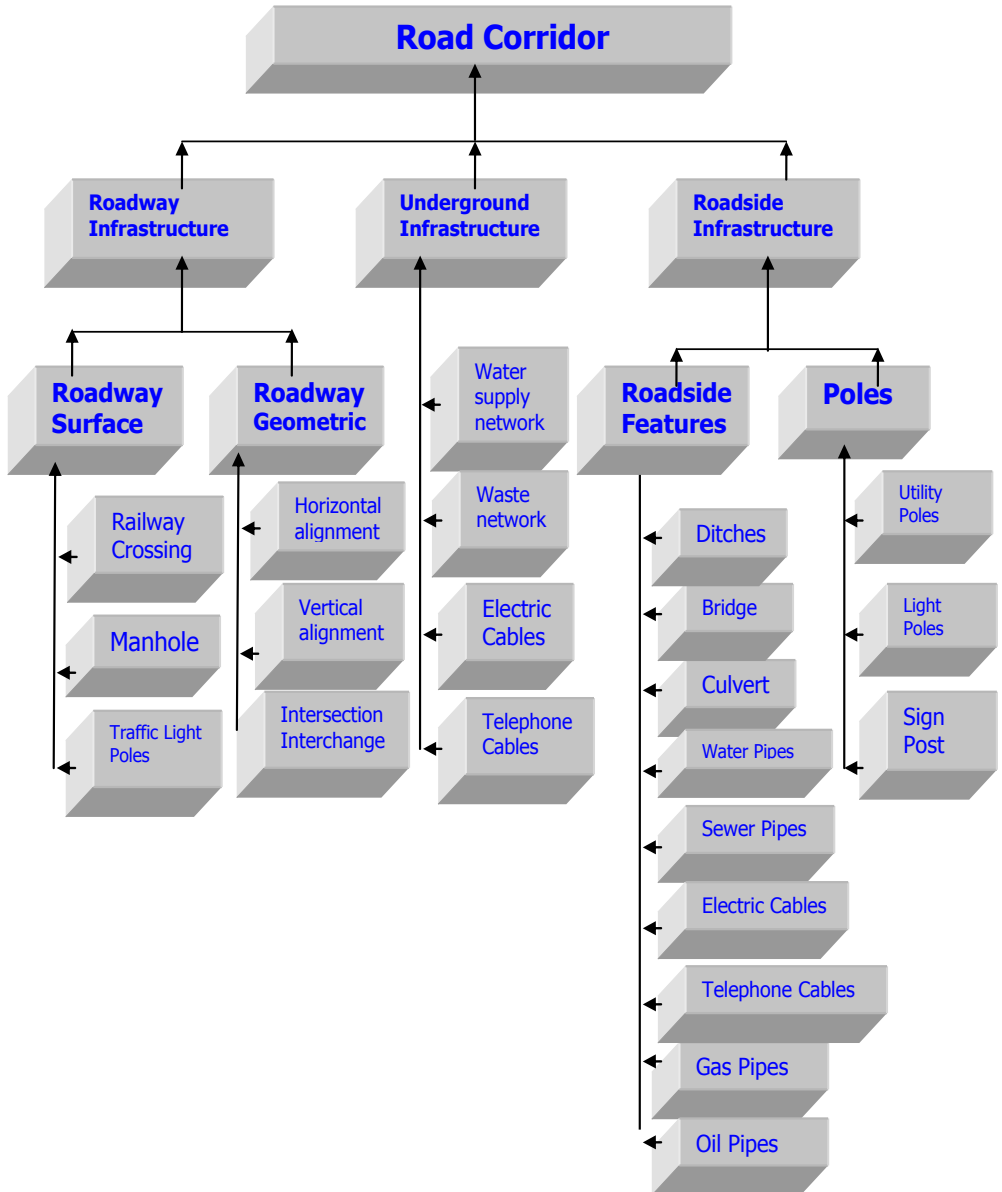 Road Corridor
Roadway
Infrastructure
Underground
Infrastructure
Roadside
Infrastructure
Roadway
Surface
Roadway
Geometric
Water
supply
network
Roadside
Features
Poles
Railway
Crossing
Manhole
Traffic Light
Poles
Horizontal
alignment
Vertical
alignment
Intersection
Interchange
Waste
network
Electric
Cables
Telephone
Cables
Ditches
Bridge
Culvert
Water Pipes
Sewer Pipes
Electric Cables
Telephone Cables
Gas Pipes
Oil Pipes
Utility
Poles
Light
Poles
Sign
Post